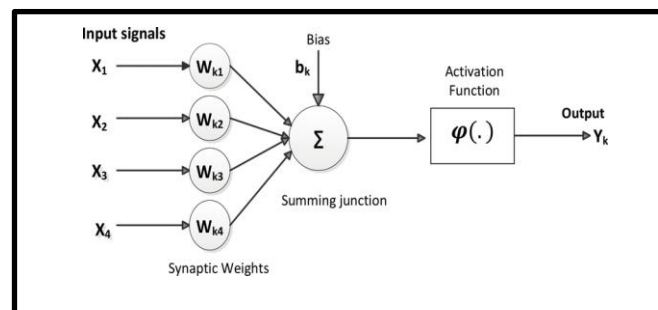 Input signals
X1
X2
X3
X4
Wk1
Wk2
Wk3
Wk4
Synaptic Weights
Bias
bk
Σ
Summing junction
Activation
Function
φ(.)
Output
Yk